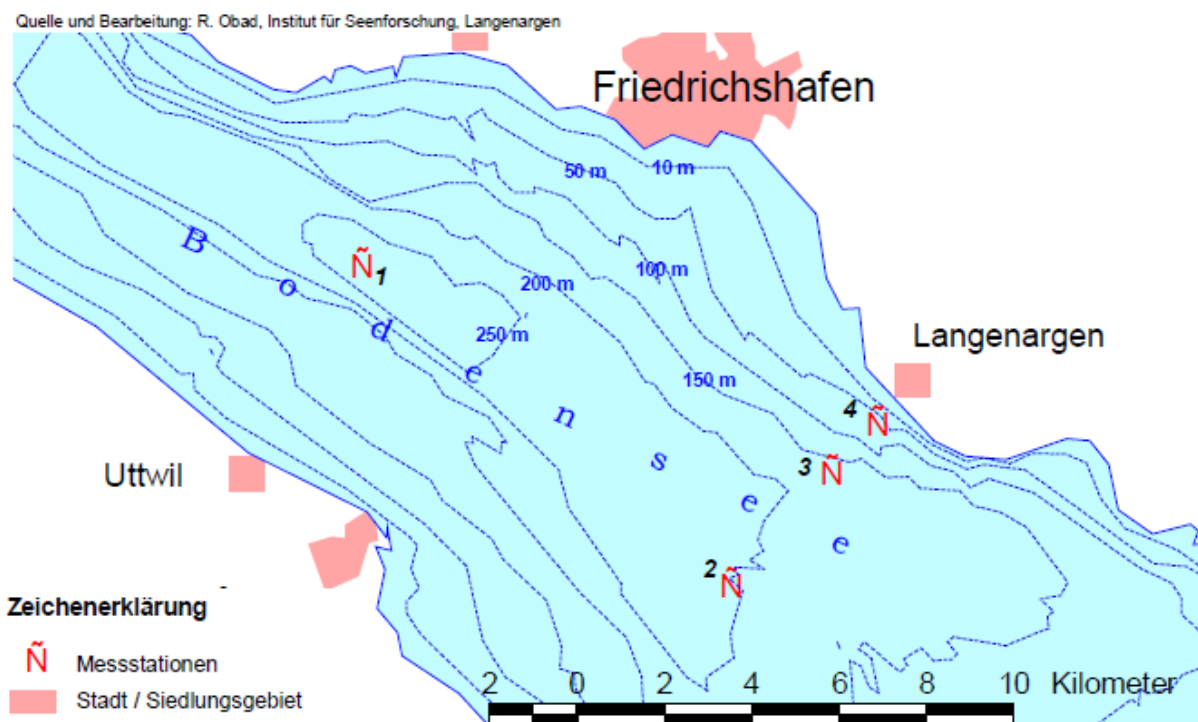 Quelle und Bearbeitung: R. Obad, Institut für Seenforschung, Langenargen
Friedrichshafen
50 m
10 m
Bodensee
Ñ1
100 m
200 m
250 m
Langenargen
150 m
4 Ñ
3 Ñ
Uttwil
2 Ñ
Zeichenerklärung
Ñ Messstationen
Stadt / Siedlungsgebiet
2 0 2 4 6 8 10 Kilometer